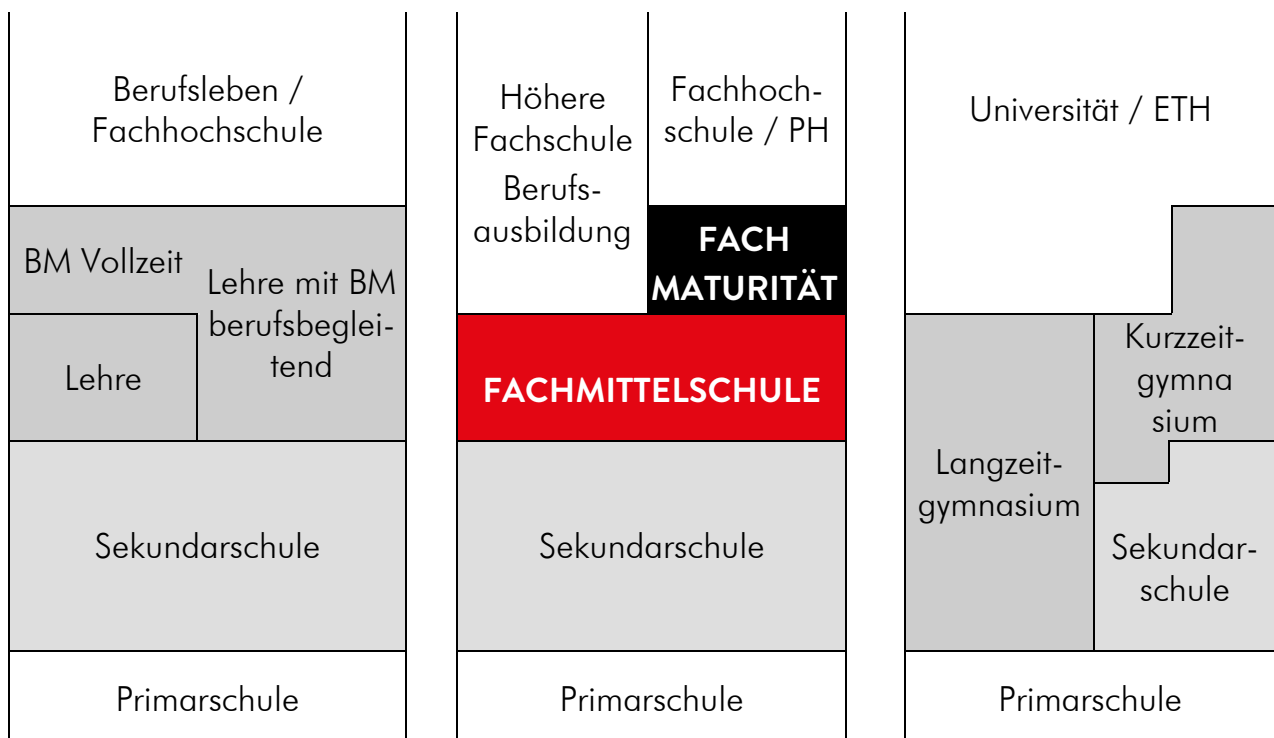 Berufsleben /
Fachhochschule
BM Vollzeit
Lehre mit BM
berufsbeglei-
tend
Lehre
Sekundarschule
Primarschule
Höhere
Fachschule
Berufs-
ausbildung
Fachhoch-
schule / PH
FACH
MATURITÄT
FACHMITTELSCHULE
Sekundarschule
Primarschule
Universität / ETH
Kurzzeit-
gymna
sium
Langzeit-
gymnasium
Sekundar-
schule
Primarschule